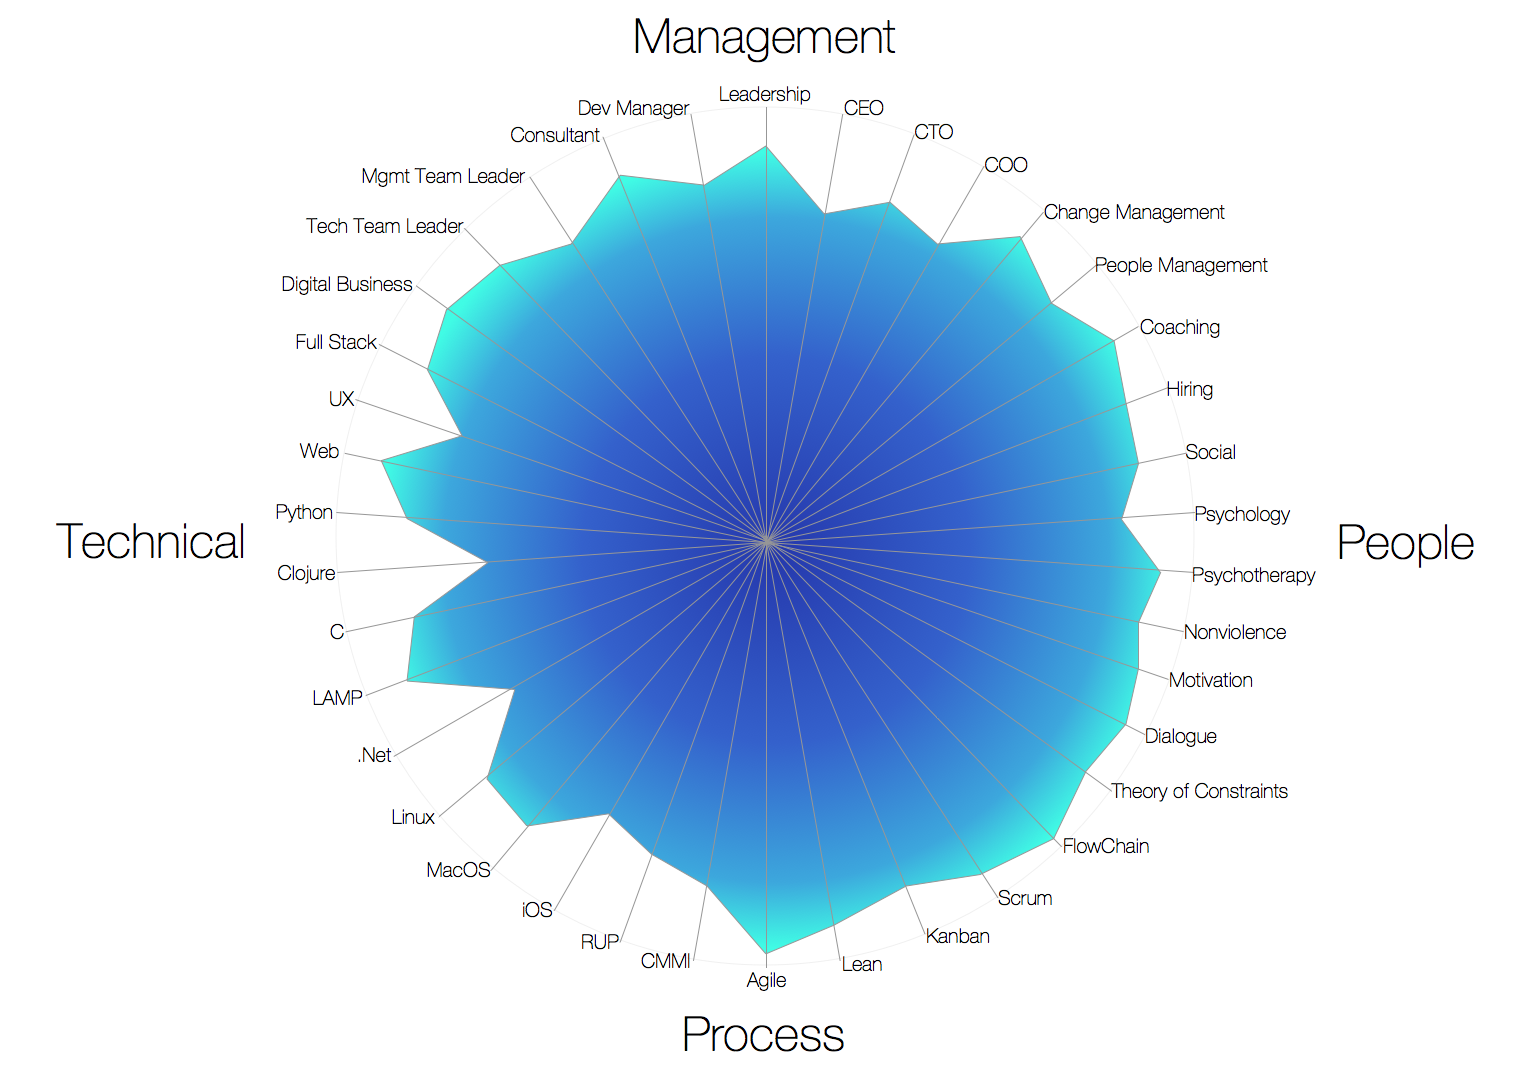 Management
Leadership
Dev Manager
CEO
Consultant
CTO
COO
Mgmt Team Leader
Change Management
Tech Team Leader
People Management
Digital Business
Coaching
Full Stack
Hiring
UX
Web
Social
Python
Psychology
Technical
People
Clojure
Psychotherapy
C
Nonviolence
Motivation
LAMP
Dialogue
.Net
Theory of Constraints
Linux
FlowChain
MacOS
Scrum
iOS
Kanban
RUP
CMMI
Lean
Agile
Process